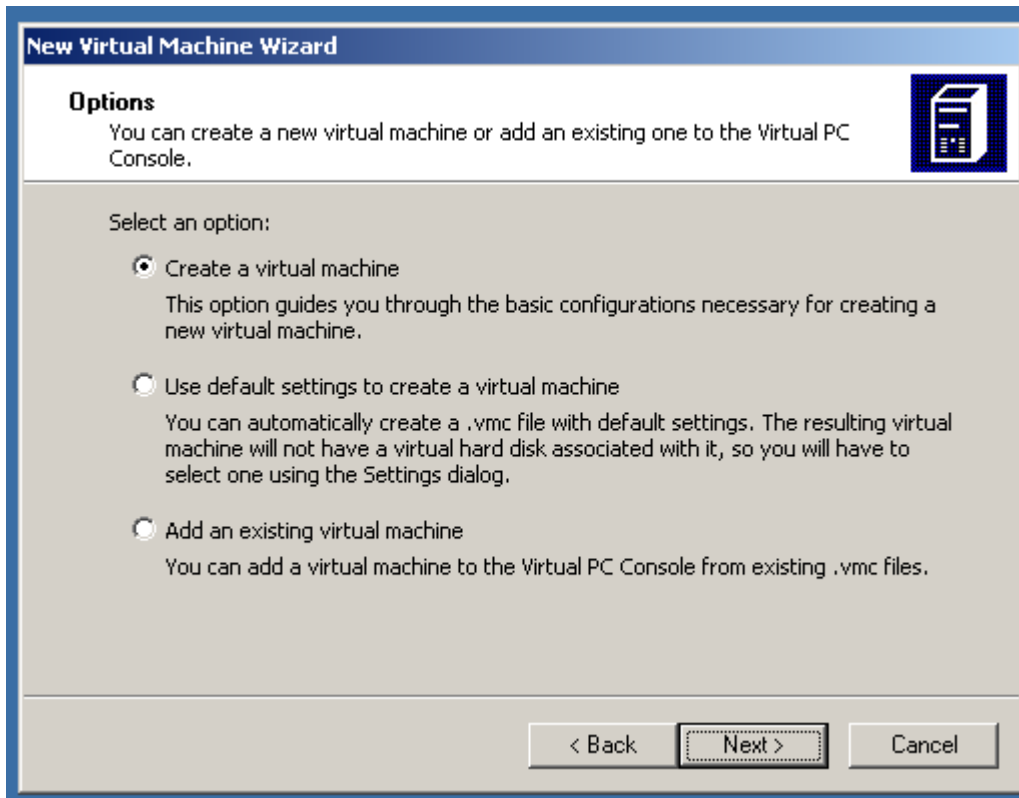 New Virtual Machine Wizard
Options
You can create a new virtual machine or add an existing one to the Virtual PC
Console.
Select an option:
Create a virtual machine
This option guides you through the basic configurations necessary for creating a
new virtual machine.
Use default settings to create a virtual machine
You can automatically create a .vmc file with default settings. The resulting virtual
machine will not have a virtual hard disk associated with it, so you will have to
select one using the Settings dialog.
Add an existing virtual machine
You can add a virtual machine to the Virtual PC Console from existing .vmc files.
< Back Next > Cancel